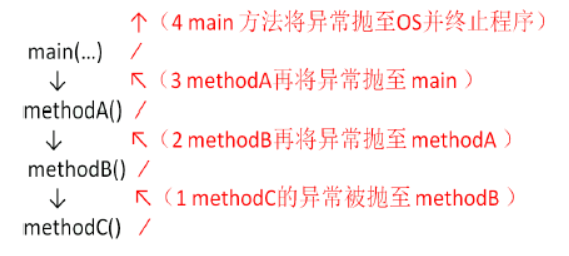 （4 main 方法将异常抛至OS并终止程序）
main(...)
（3 methodA再将异常抛至 main ）
methodA()
（2 methodB再将异常抛至 methodA ）
methodB()
（1 methodC的异常被抛至 methodB ）
methodC()